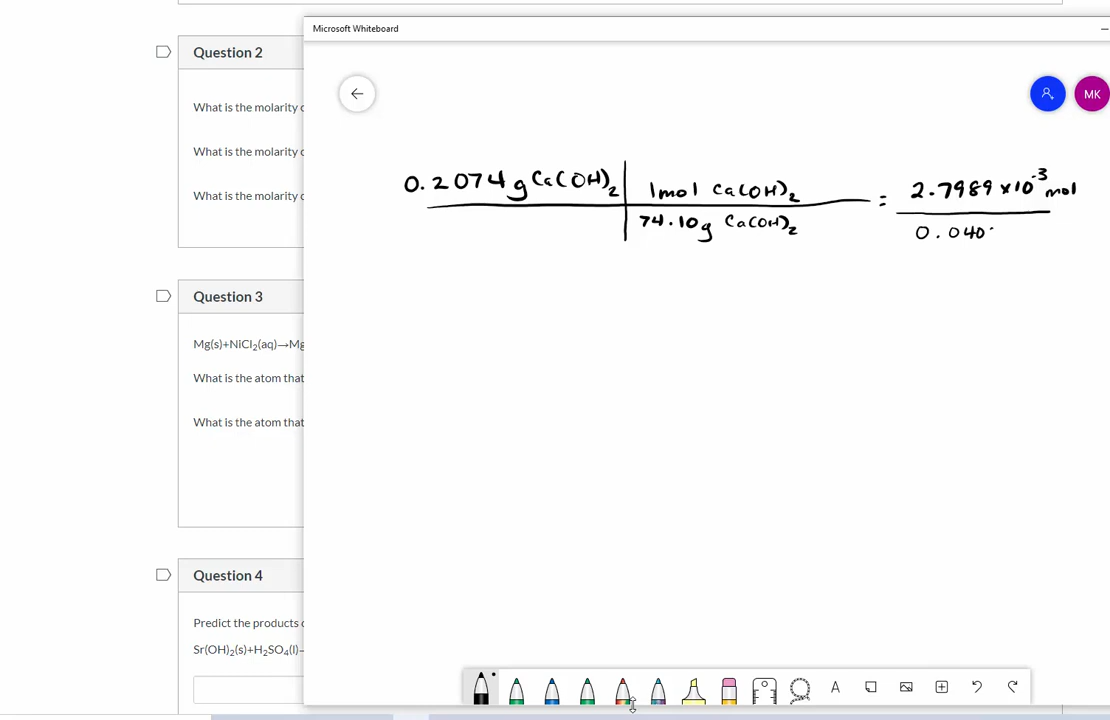 Microsoft Whiteboard
Question 2
What is the molarity
What is the molarity
What is the molarity
MK
0.2074 g Ca(OH)₂ | 1 mol Ca(OH)₂ = 2.7989 × 10⁻³ mol
74.10 g Ca(OH)₂ 0.040
Question 3
Mg(s)+NiCl₂(aq)→Mg
What is the atom that
What is the atom that
Question 4
Predict the products
Sr(OH)₂(s)+H₂SO₄(l)
A